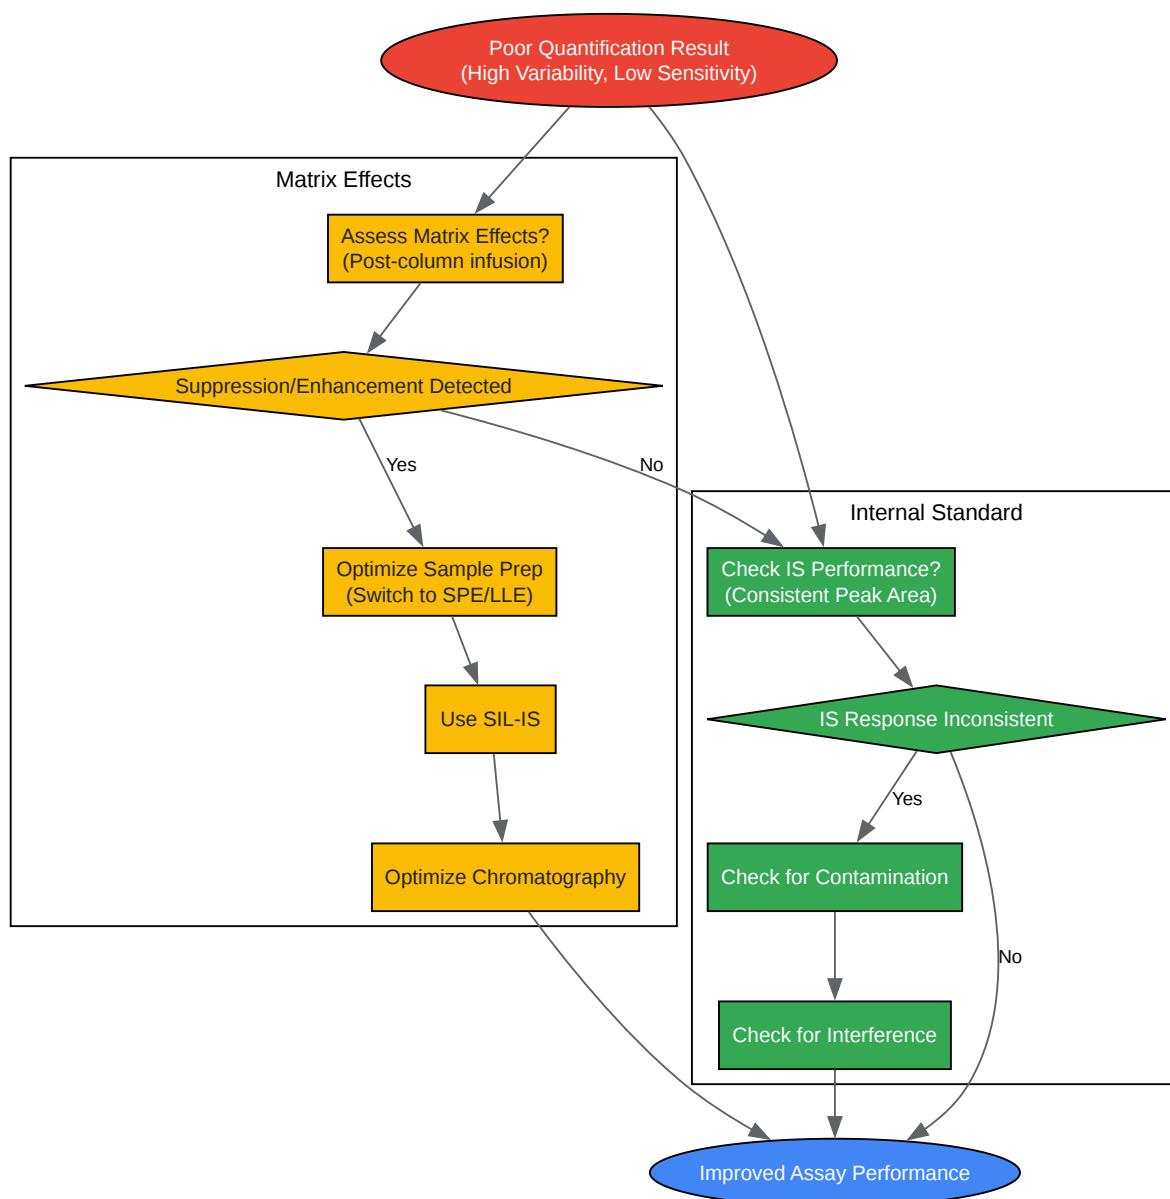 Poor Quantification Result
(High Variability, Low Sensitivity)
Matrix Effects
Assess Matrix Effects?
(Post-column infusion)
Suppression/Enhancement Detected
Yes
No
Internal Standard
Optimize Sample Prep
(Switch to SPE/LLE)
Check IS Performance?
(Consistent Peak Area)
Use SIL-IS
IS Response Inconsistent
Yes
Optimize Chromatography
Check for Contamination
No
Check for Interference
Improved Assay Performance